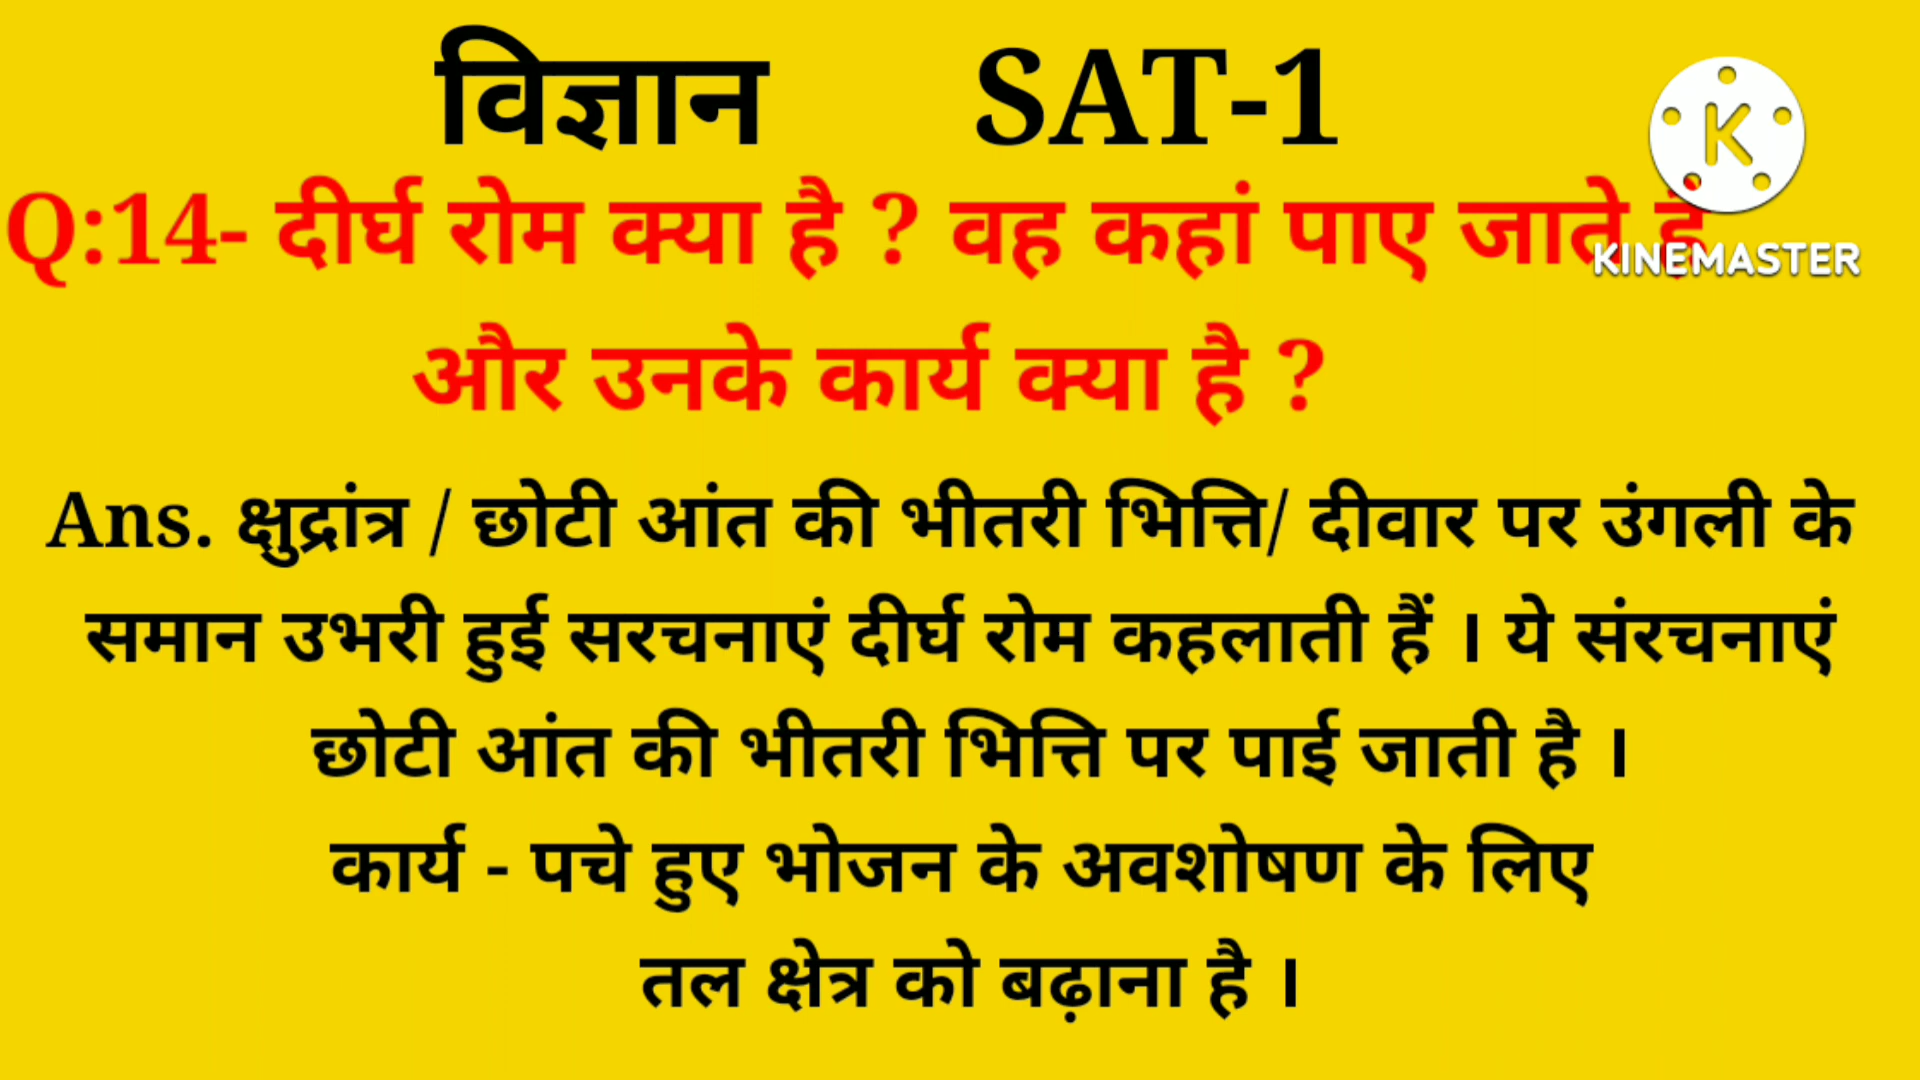 विज्ञान SAT-1
Q:14- दीर्घ रोम क्या है ? वह कहां पाए जाते है
और उनके कार्य क्या है ?
Ans. क्षुद्रांत्र / छोटी आंत की भीतरी भित्ति/ दीवार पर उंगली के
समान उभरी हुई सरचनाएं दीर्घ रोम कहलाती हैं । ये संरचनाएं
छोटी आंत की भीतरी भित्ति पर पाई जाती है ।
कार्य - पचे हुए भोजन के अवशोषण के लिए
तल क्षेत्र को बढ़ाना है ।
K
KINEMASTER